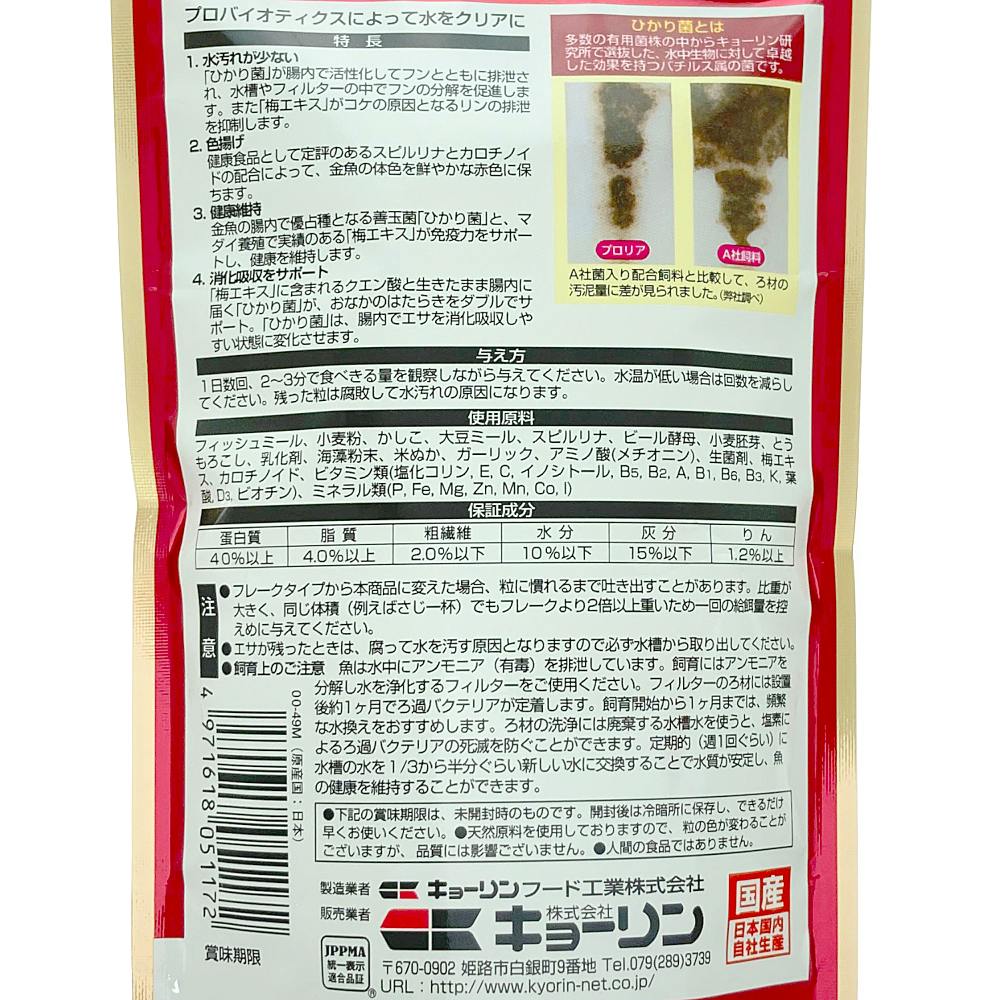 プロバイオティクスによって水をクリアに
特長
1. 水汚れが少ない
「ひかり菌」が腸内で活性化してフンとともに排泄さ
れ、水槽やフィルターの中でフンの分解を促進しま
す。また「梅エキス」がコケの原因となるリンの排泄
を抑制します。
2. 色揚げ
健康食品として定評のあるスピルリナとカロチノイ
ドの配合によって、金魚の体色を鮮やかな赤色に保
ちます。
3. 健康維持
金魚の腸内で優占種となる善玉菌「ひかり菌」と、マ
ダイ養殖で実績のある「梅エキス」が免疫力をサポー
トし、健康を維持します。
4. 消化吸収をサポート
「梅エキス」に含まれるクエン酸と生きたまま腸内に
届く「ひかり菌」が、おなかのはたらきをダブルでサ
ポート。「ひかり菌」は、腸内でエサを消化吸収しや
すい状態に変化させます。
ひかり菌とは
多数の有用菌株の中からキョーリン研
究所で選抜した、水中生物に対して卓越
した効果を持つバチルス属の菌です。
プロリア
A社飼料
A社菌入り配合飼料と比較して、ろ材の
汚泥量に差が見られました。(弊社調べ)
与え方
1日数回、2〜3分で食べきる量を観察しながら与えてください。水温が低い場合は回数を減らし
てください。残った粒は腐敗して水汚れの原因になります。
使用原料
フィッシュミール、小麦粉、かしこ、大豆ミール、スピルリナ、ビール酵母、小麦胚芽、とう
もろこし、乳化剤、海藻粉末、米ぬか、ガーリック、アミノ酸(メチオニン)、生菌剤、梅エキ
ス、カロチノイド、ビタミン類(塩化コリン, E, C, イノシトール, B5, B2, A, B1, B6, B3, K, 葉
酸, D3, ビオチン)、ミネラル類(P, Fe, Mg, Zn, Mn, Co, I)
保証成分
蛋白質 脂質 粗繊維 水分 灰分 りん
40%以上 4.0%以上 2.0%以下 10%以下 15%以下 1.2%以上
注意
●フレークタイプから本商品に変えた場合、粒に慣れるまで吐き出すことがあります。比重が
大きく、同じ体積（例えばさじ一杯）でもフレークより2倍以上重いため一回の給餌量を控
えめに与えてください。
●エサが残ったときは、腐って水を汚す原因となりますので必ず水槽から取り出してください。
●飼育上のご注意 魚は水中にアンモニア（有毒）を排泄しています。飼育にはアンモニアを
分解し水を浄化するフィルターをご使用ください。フィルターのろ材には設置
後約1ヶ月でろ過バクテリアが定着します。飼育開始から1ヶ月までは、頻繁
な水換えをおすすめします。ろ材の洗浄には廃棄する水槽水を使うと、塩素に
よるろ過バクテリアの死滅を防ぐことができます。定期的（週1回ぐらい）に
水槽の水を1/3から半分ぐらい新しい水に交換することで水質が安定し、魚
の健康を維持することができます。
4 971618 051172
00-49M（原産国：日本）
●下記の賞味期限は、未開封時のものです。開封後は冷暗所に保存し、できるだけ
早くお使いください。●天然原料を使用しておりますので、粒の色が変わることが
ございますが、品質には影響ございません。●人間の食品ではありません。
製造業者 キョーリンフード工業株式会社
販売業者 株式会社キョーリン
国産
日本国内
自社生産
賞味期限
JPPMA
統一表示
適合品証
®
〒670-0902 姫路市白銀町9番地 Tel.079(289)3739
URL：http://www.kyorin-net.co.jp/